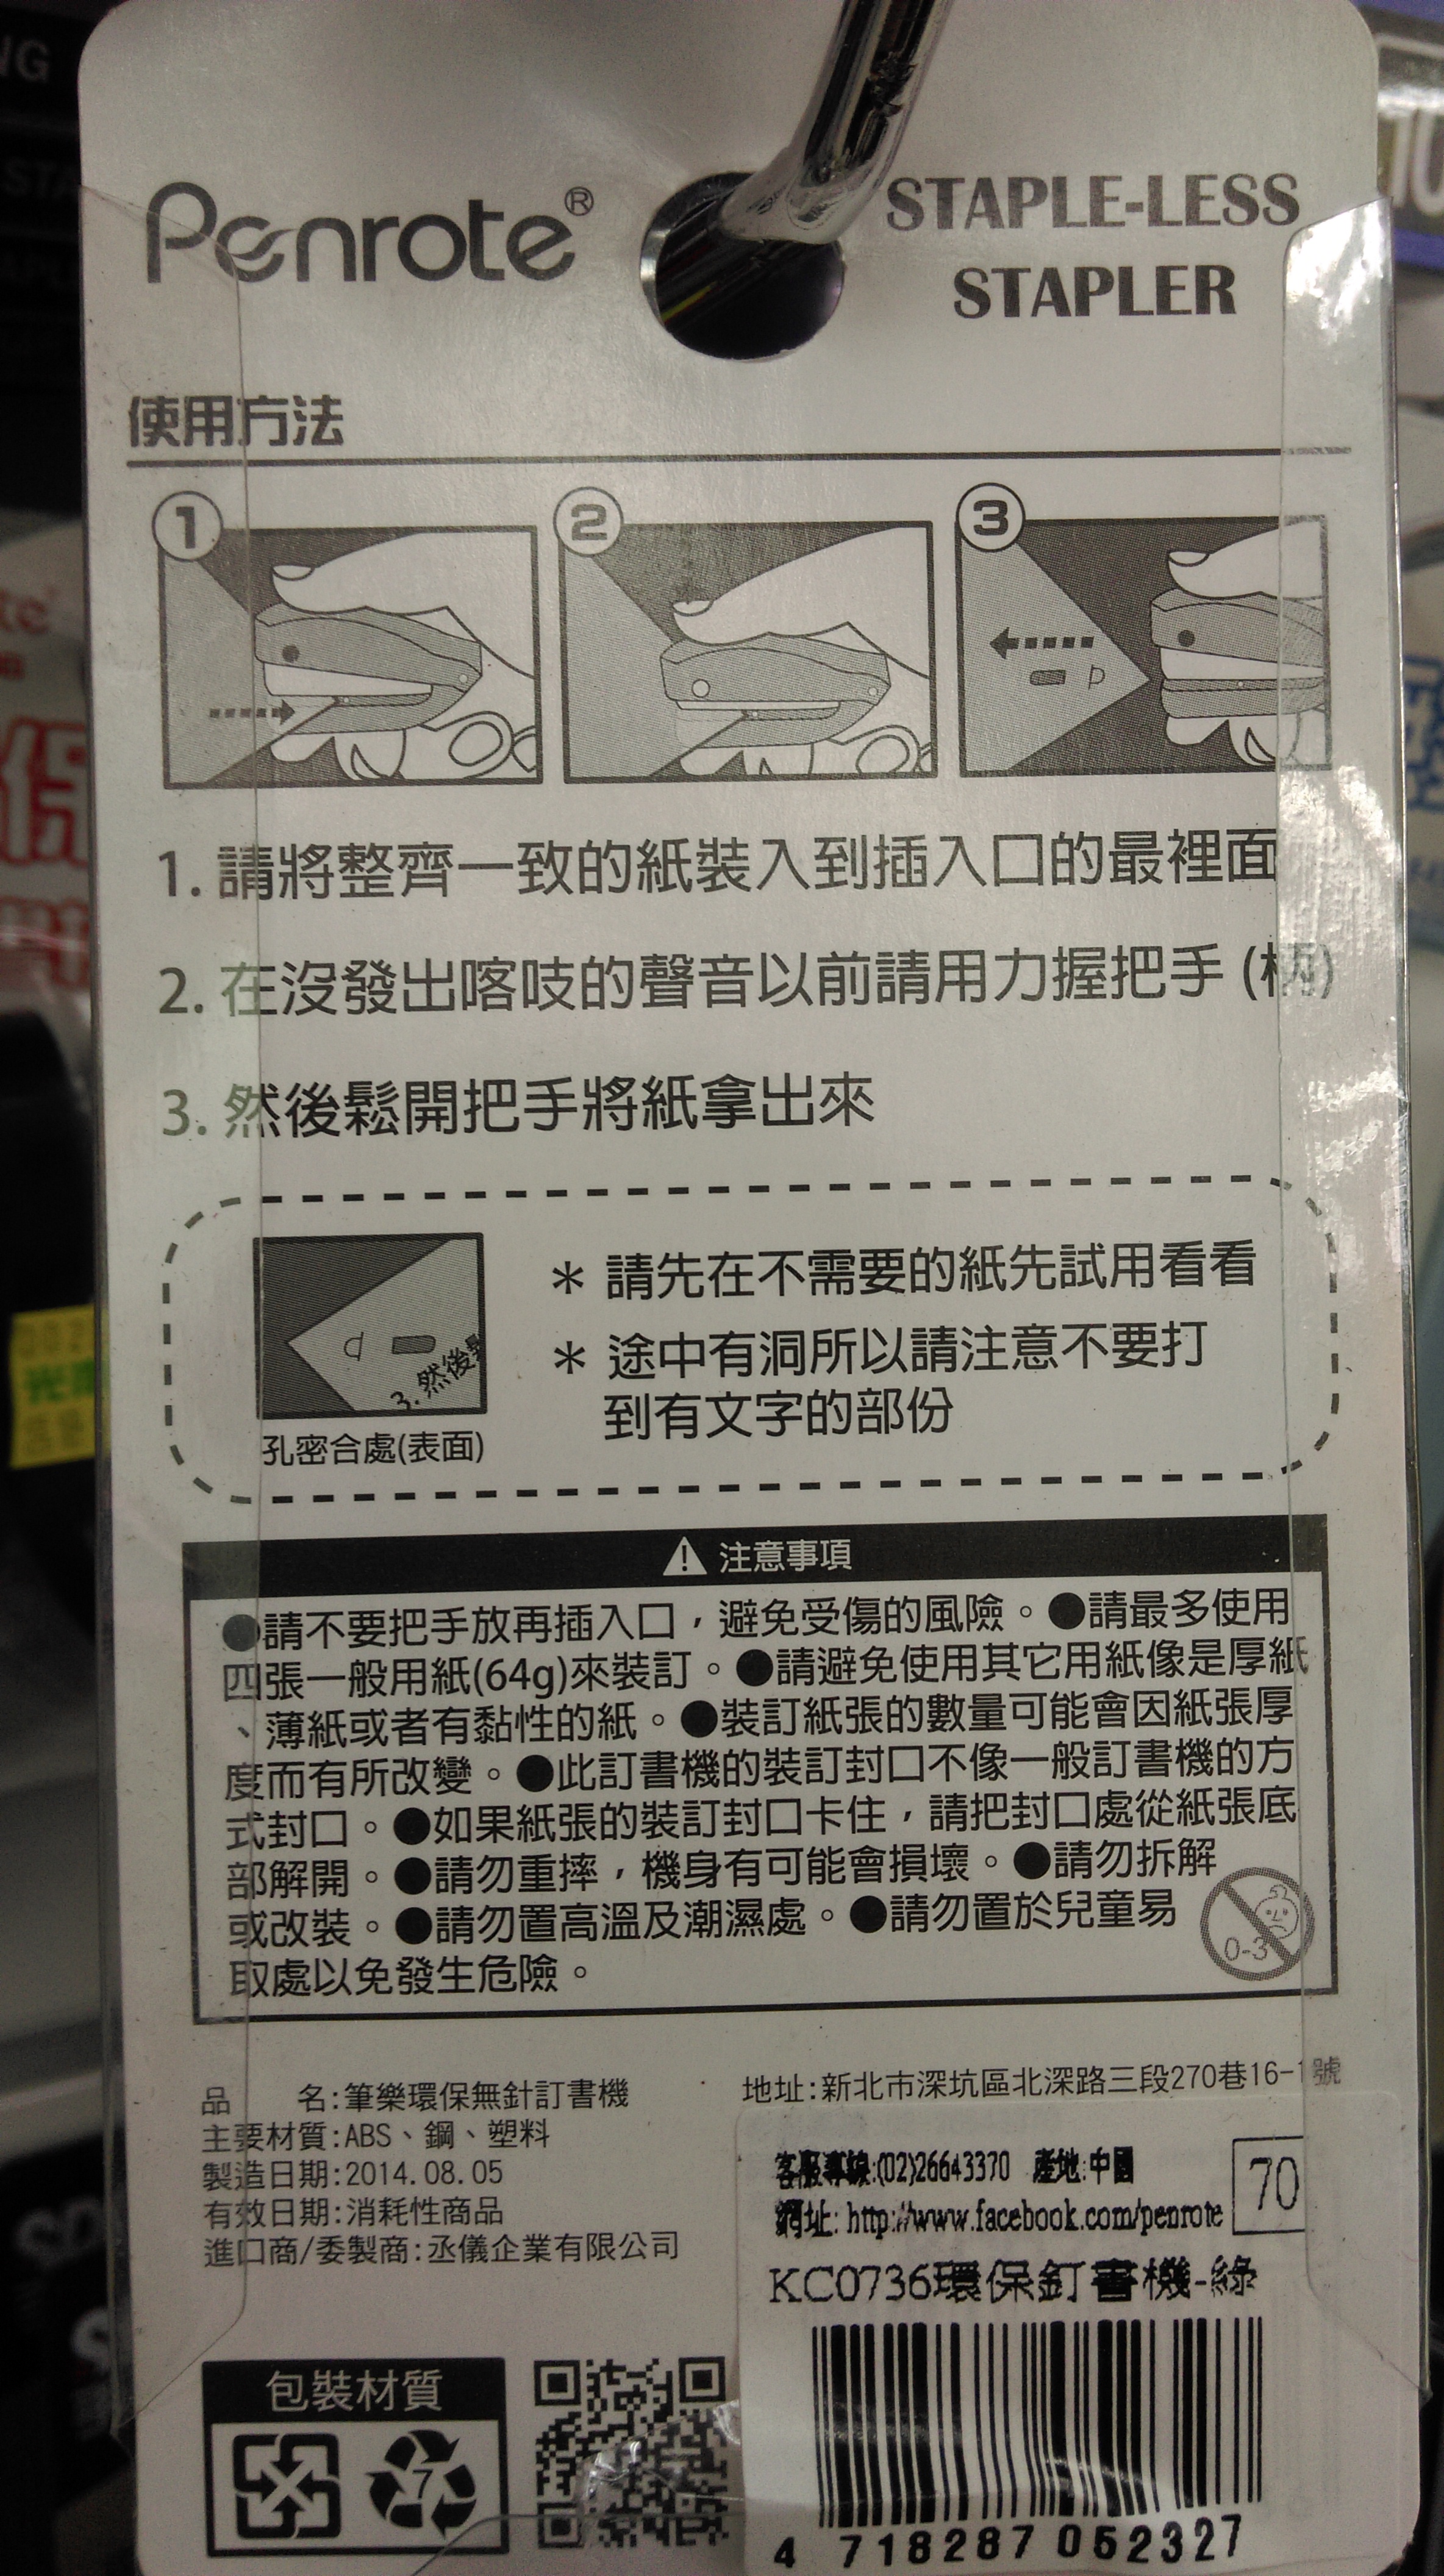 Penrote®
STAPLE-LESS
STAPLER
使用方法
1
2
3
1. 請將整齊一致的紙裝入到插入口的最裡面
2. 在沒發出喀吱的聲音以前請用力握把手(柄)
3. 然後鬆開把手將紙拿出來
3. 然後
孔密合處(表面)
* 請先在不需要的紙先試用看看
* 途中有洞所以請注意不要打
到有文字的部份
注意事項
●請不要把手放再插入口，避免受傷的風險。●請最多使用
四張一般用紙(64g)來裝訂。●請避免使用其它用紙像是厚紙
、薄紙或者有黏性的紙。●裝訂紙張的數量可能會因紙張厚
度而有所改變。●此訂書機的裝訂封口不像一般訂書機的方
式封口。●如果紙張的裝訂封口卡住，請把封口處從紙張底
部解開。●請勿重摔，機身有可能會損壞。●請勿拆解
或改裝。●請勿置高溫及潮濕處。●請勿置於兒童易
取處以免發生危險。
0-3
品　　名:筆樂環保無針訂書機
主要材質:ABS、鋼、塑料
製造日期:2014.08.05
有效日期:消耗性商品
進口商/委製商:丞儀企業有限公司
地址:新北市深坑區北深路三段270巷16-1號
客服專線:(02)26643370 產地:中國
網址: http://www.facebook.com/penrote
70
KC0736環保釘書機-綠
包裝材質
7
4 718287 052327